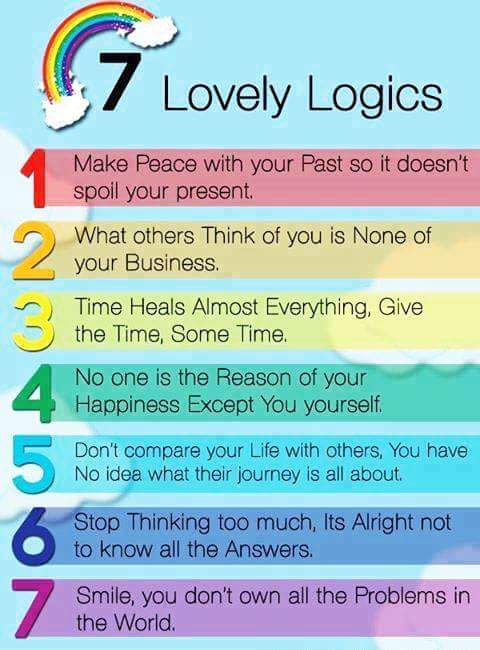 7 Lovely Logics
1 Make Peace with your Past so it doesn't
spoil your present.
2 What others Think of you is None of
your Business.
3 Time Heals Almost Everything, Give
the Time, Some Time.
4 No one is the Reason of your
Happiness Except You yourself.
5 Don't compare your Life with others, You have
No idea what their journey is all about.
6 Stop Thinking too much, Its Alright not
to know all the Answers.
7 Smile, you don't own all the Problems in
the World.